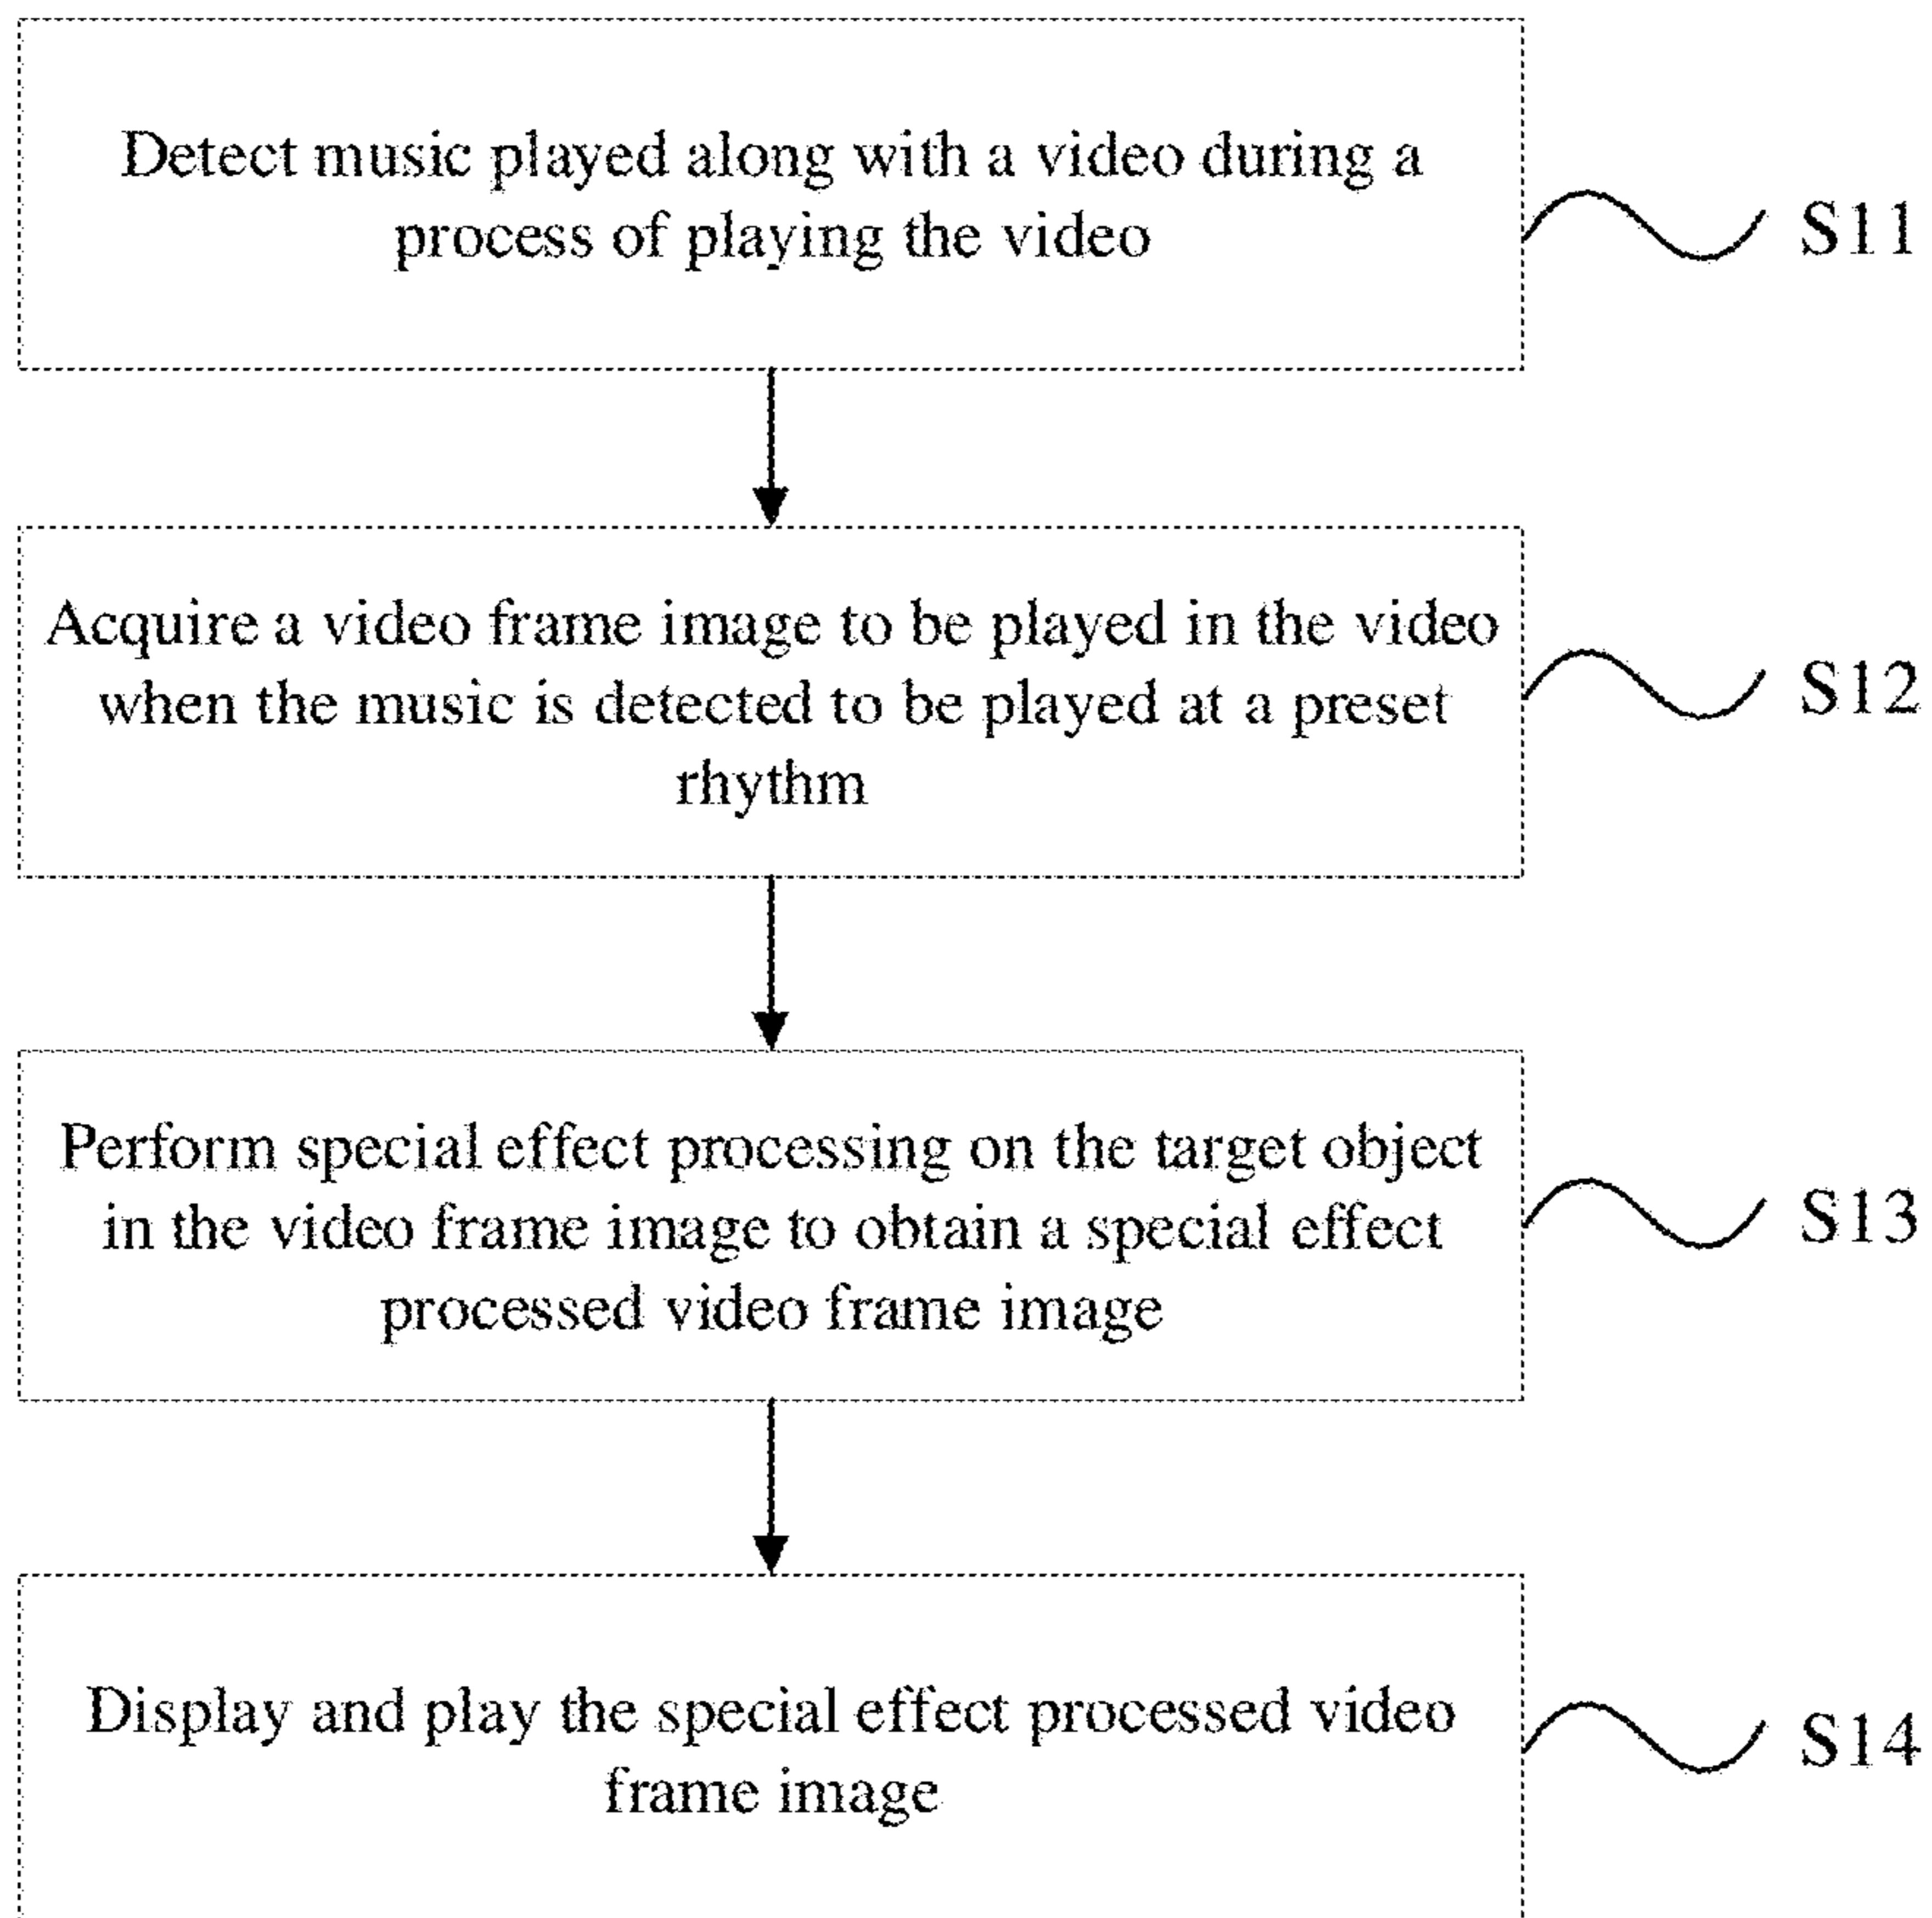 Detect music played along with a video during a
process of playing the video
S11
Acquire a video frame image to be played in the video
when the music is detected to be played at a preset
rhythm
S12
Perform special effect processing on the target object
in the video frame image to obtain a special effect
processed video frame image
S13
Display and play the special effect processed video
frame image
S14